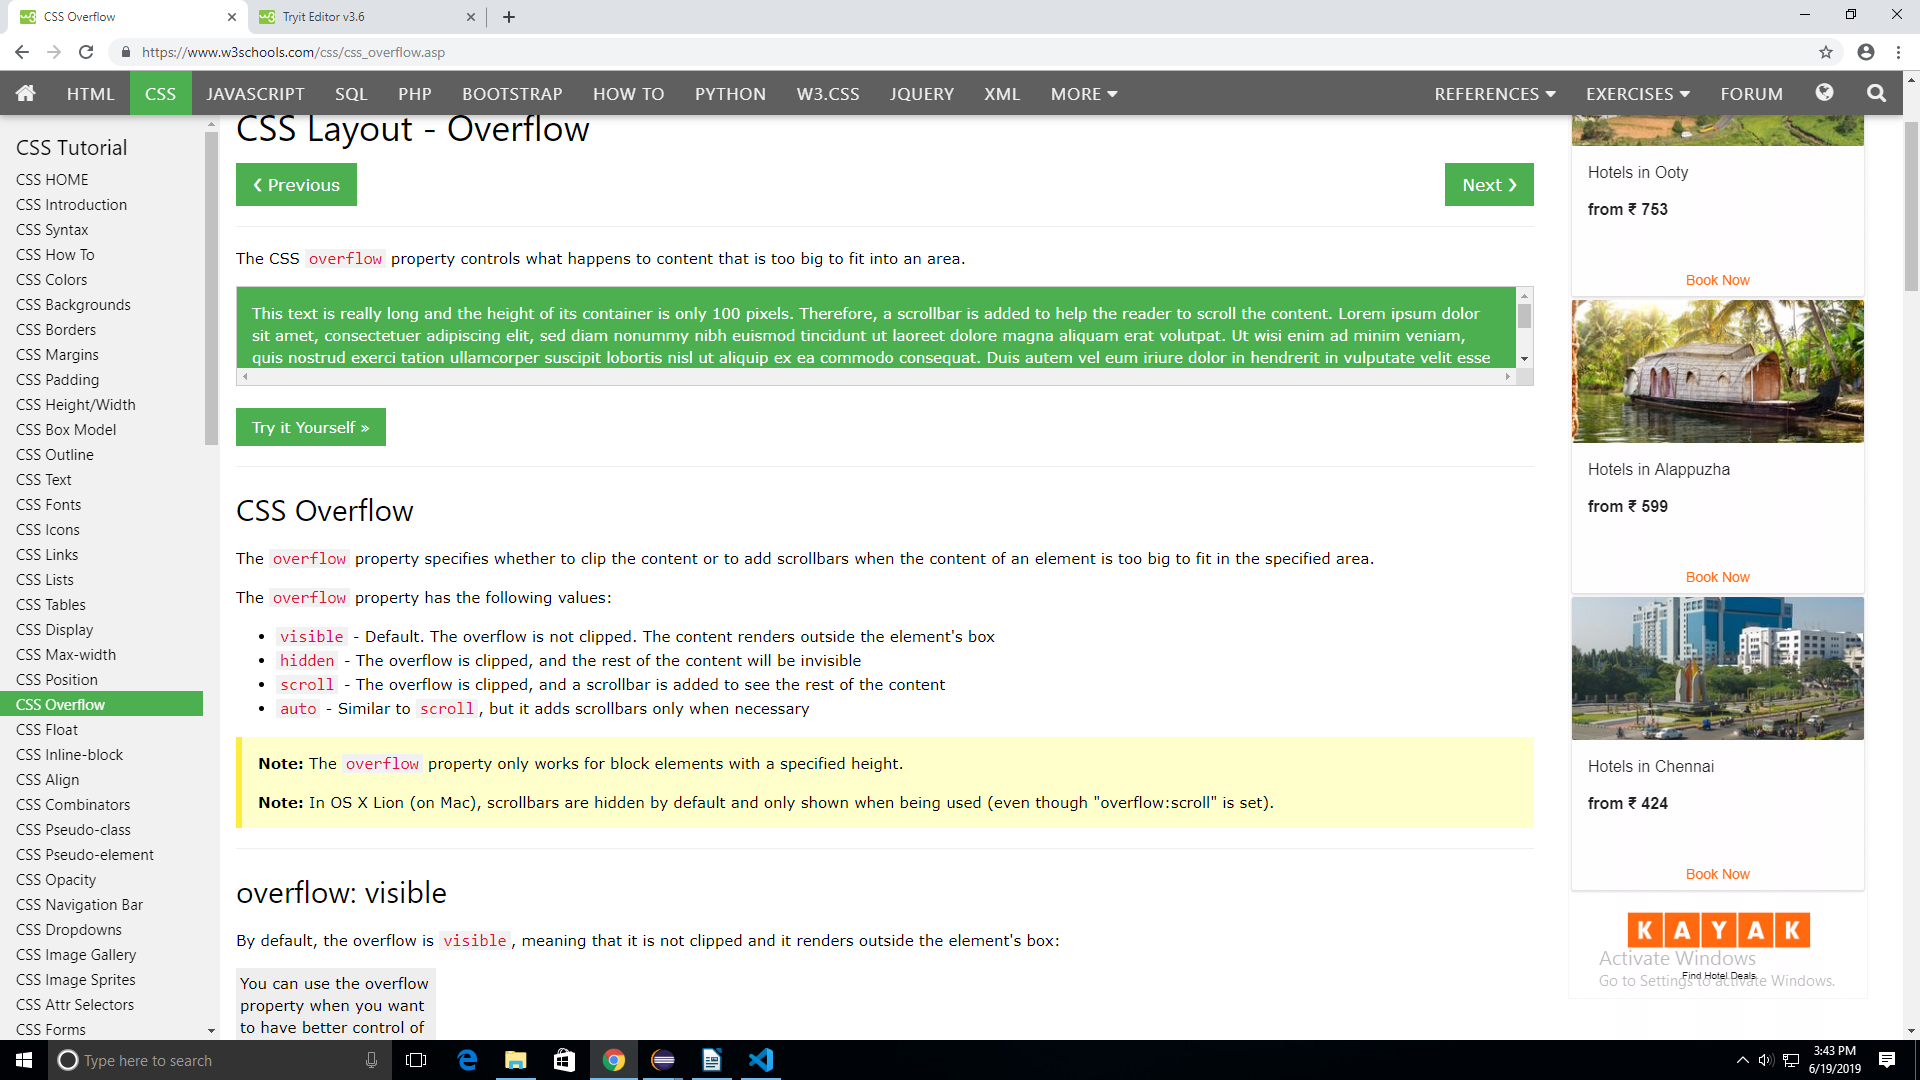 CSS Overflow
Tryit Editor v3.6
https://www.w3schools.com/css/css_overflow.asp
HTML
CSS
JAVASCRIPT
SQL
PHP
BOOTSTRAP
HOW TO
PYTHON
W3.CSS
JQUERY
XML
MORE
REFERENCES
EXERCISES
FORUM
CSS Tutorial
CSS HOME
CSS Introduction
CSS Syntax
CSS How To
CSS Colors
CSS Backgrounds
CSS Borders
CSS Margins
CSS Padding
CSS Height/Width
CSS Box Model
CSS Outline
CSS Text
CSS Fonts
CSS Icons
CSS Links
CSS Lists
CSS Tables
CSS Display
CSS Max-width
CSS Position
CSS Overflow
CSS Float
CSS Inline-block
CSS Align
CSS Combinators
CSS Pseudo-class
CSS Pseudo-element
CSS Opacity
CSS Navigation Bar
CSS Dropdowns
CSS Image Gallery
CSS Image Sprites
CSS Attr Selectors
CSS Forms
CSS Layout - Overflow
❮ Previous
Next ❯
The CSS overflow property controls what happens to content that is too big to fit into an area.
This text is really long and the height of its container is only 100 pixels. Therefore, a scrollbar is added to help the reader to scroll the content. Lorem ipsum dolor
sit amet, consectetuer adipiscing elit, sed diam nonummy nibh euismod tincidunt ut laoreet dolore magna aliquam erat volutpat. Ut wisi enim ad minim veniam,
quis nostrud exerci tation ullamcorper suscipit lobortis nisl ut aliquip ex ea commodo consequat. Duis autem vel eum iriure dolor in hendrerit in vulputate velit esse
Try it Yourself »
CSS Overflow
The overflow property specifies whether to clip the content or to add scrollbars when the content of an element is too big to fit in the specified area.
The overflow property has the following values:
• visible - Default. The overflow is not clipped. The content renders outside the element's box
• hidden - The overflow is clipped, and the rest of the content will be invisible
• scroll - The overflow is clipped, and a scrollbar is added to see the rest of the content
• auto - Similar to scroll, but it adds scrollbars only when necessary
Note: The overflow property only works for block elements with a specified height.
Note: In OS X Lion (on Mac), scrollbars are hidden by default and only shown when being used (even though "overflow:scroll" is set).
overflow: visible
By default, the overflow is visible, meaning that it is not clipped and it renders outside the element's box:
You can use the overflow
property when you want
to have better control of
Hotels in Ooty
from ₹ 753
Book Now
Hotels in Alappuzha
from ₹ 599
Book Now
Hotels in Chennai
from ₹ 424
Book Now
KAYAK
Activate Windows
Find Hotel Deals.
Go to Settings to activate Windows.
Type here to search
3:43 PM
6/19/2019